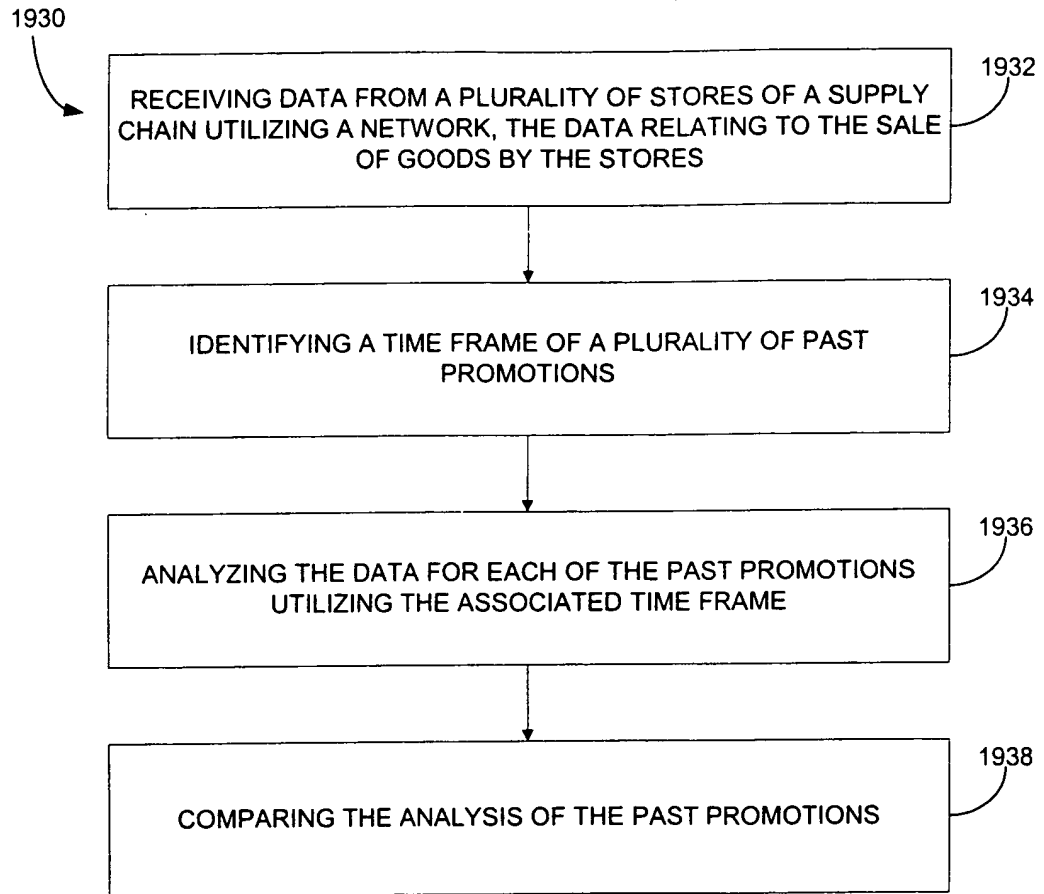 1930
1932
RECEIVING DATA FROM A PLURALITY OF STORES OF A SUPPLY
CHAIN UTILIZING A NETWORK, THE DATA RELATING TO THE SALE
OF GOODS BY THE STORES
1934
IDENTIFYING A TIME FRAME OF A PLURALITY OF PAST
PROMOTIONS
1936
ANALYZING THE DATA FOR EACH OF THE PAST PROMOTIONS
UTILIZING THE ASSOCIATED TIME FRAME
1938
COMPARING THE ANALYSIS OF THE PAST PROMOTIONS